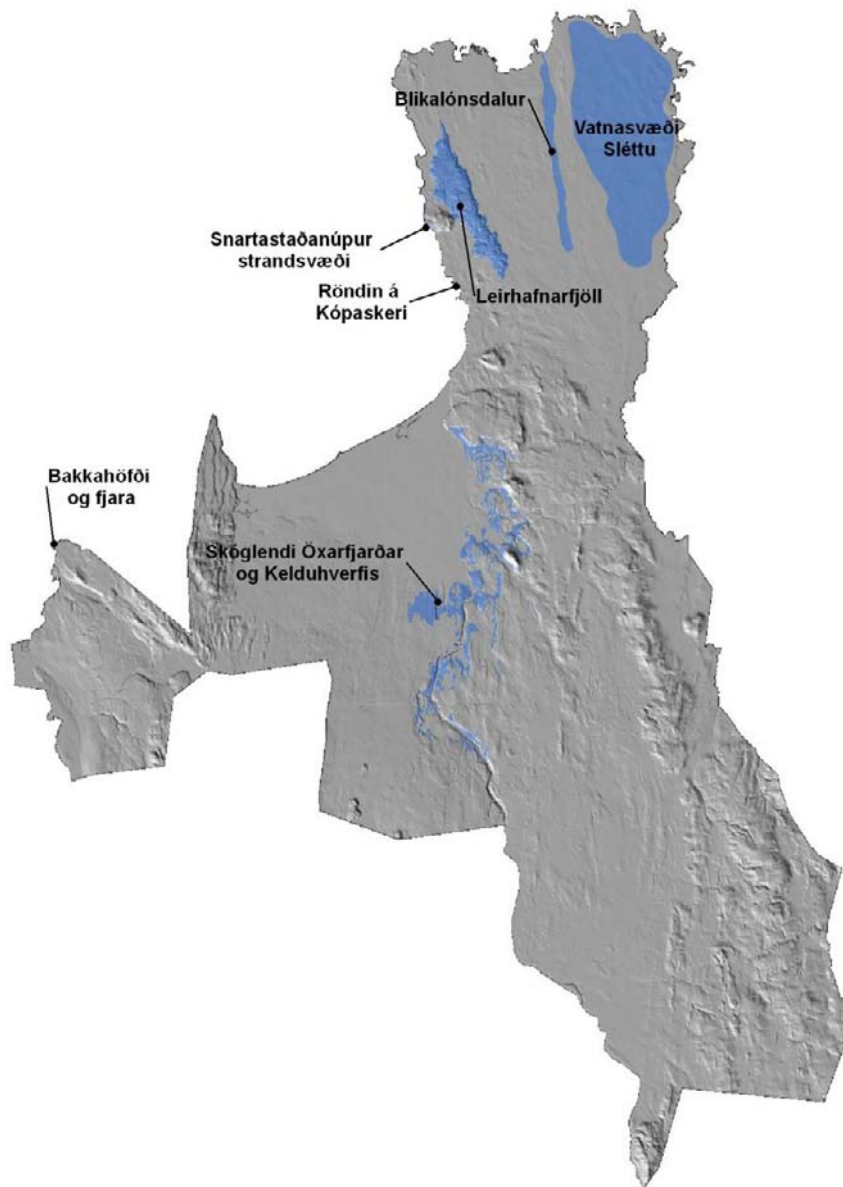 Blikalónsdalur
Vatnasvæði
Sléttu
Snartastaðanúpur
strandsvæði
Röndin á
Kópaskeri
Leirhafnarfjöll
Bakkahöfði
og fjara
Skóglendi Öxarfjarðar
og Kelduhverfis